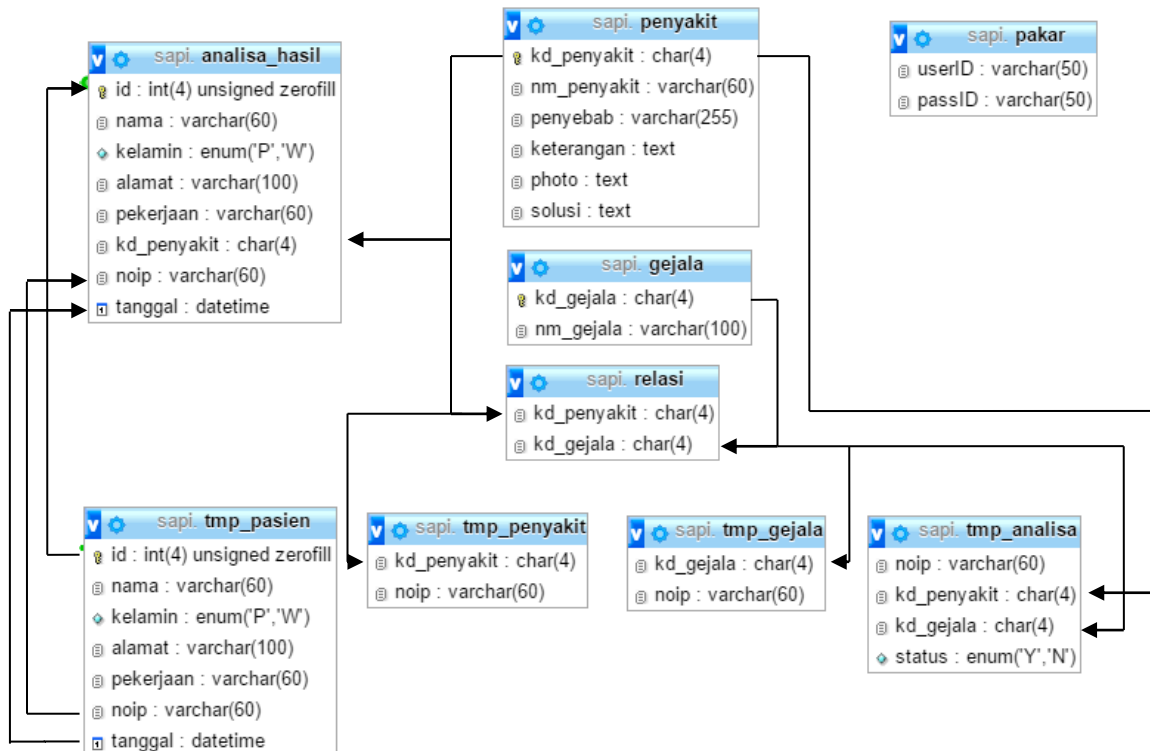 sapi. analisa_hasil
id : int(4) unsigned zerofill
nama : varchar(60)
kelamin : enum('P','W')
alamat : varchar(100)
pekerjaan : varchar(60)
kd_penyakit : char(4)
noip : varchar(60)
tanggal : datetime
sapi. penyakit
kd_penyakit : char(4)
nm_penyakit : varchar(60)
penyebab : varchar(255)
keterangan : text
photo : text
solusi : text
sapi. pakar
userID : varchar(50)
passID : varchar(50)
sapi. gejala
kd_gejala : char(4)
nm_gejala : varchar(100)
sapi. relasi
kd_penyakit : char(4)
kd_gejala : char(4)
sapi. tmp_pasien
id : int(4) unsigned zerofill
nama : varchar(60)
kelamin : enum('P','W')
alamat : varchar(100)
pekerjaan : varchar(60)
noip : varchar(60)
tanggal : datetime
sapi. tmp_penyakit
kd_penyakit : char(4)
noip : varchar(60)
sapi. tmp_gejala
kd_gejala : char(4)
noip : varchar(60)
sapi. tmp_analisa
noip : varchar(60)
kd_penyakit : char(4)
kd_gejala : char(4)
status : enum('Y','N')